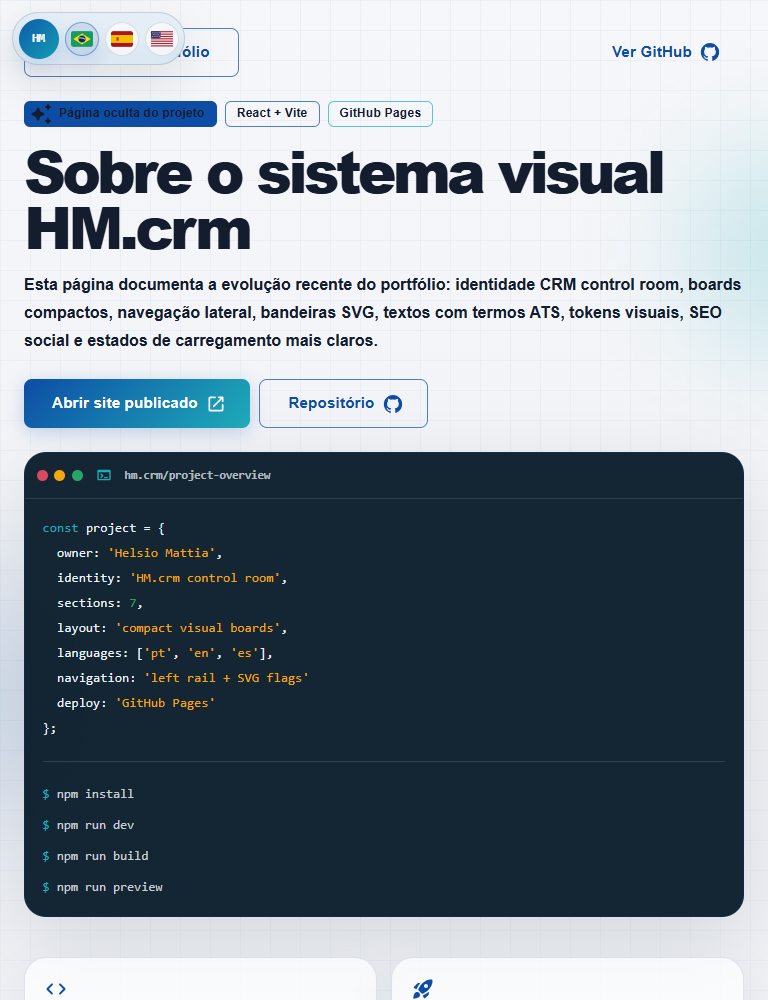 HM
ólio
Ver GitHub
Página oculta do projeto
React + Vite
GitHub Pages
Sobre o sistema visual
HM.crm
Esta página documenta a evolução recente do portfólio: identidade CRM control room, boards
compactos, navegação lateral, bandeiras SVG, textos com termos ATS, tokens visuais, SEO
social e estados de carregamento mais claros.
Abrir site publicado
Repositório
hm.crm/project-overview
const project = {
owner: 'Helsio Mattia',
identity: 'HM.crm control room',
sections: 7,
layout: 'compact visual boards',
languages: ['pt', 'en', 'es'],
navigation: 'left rail + SVG flags'
deploy: 'GitHub Pages'
};
$ npm install
$ npm run dev
$ npm run build
$ npm run preview